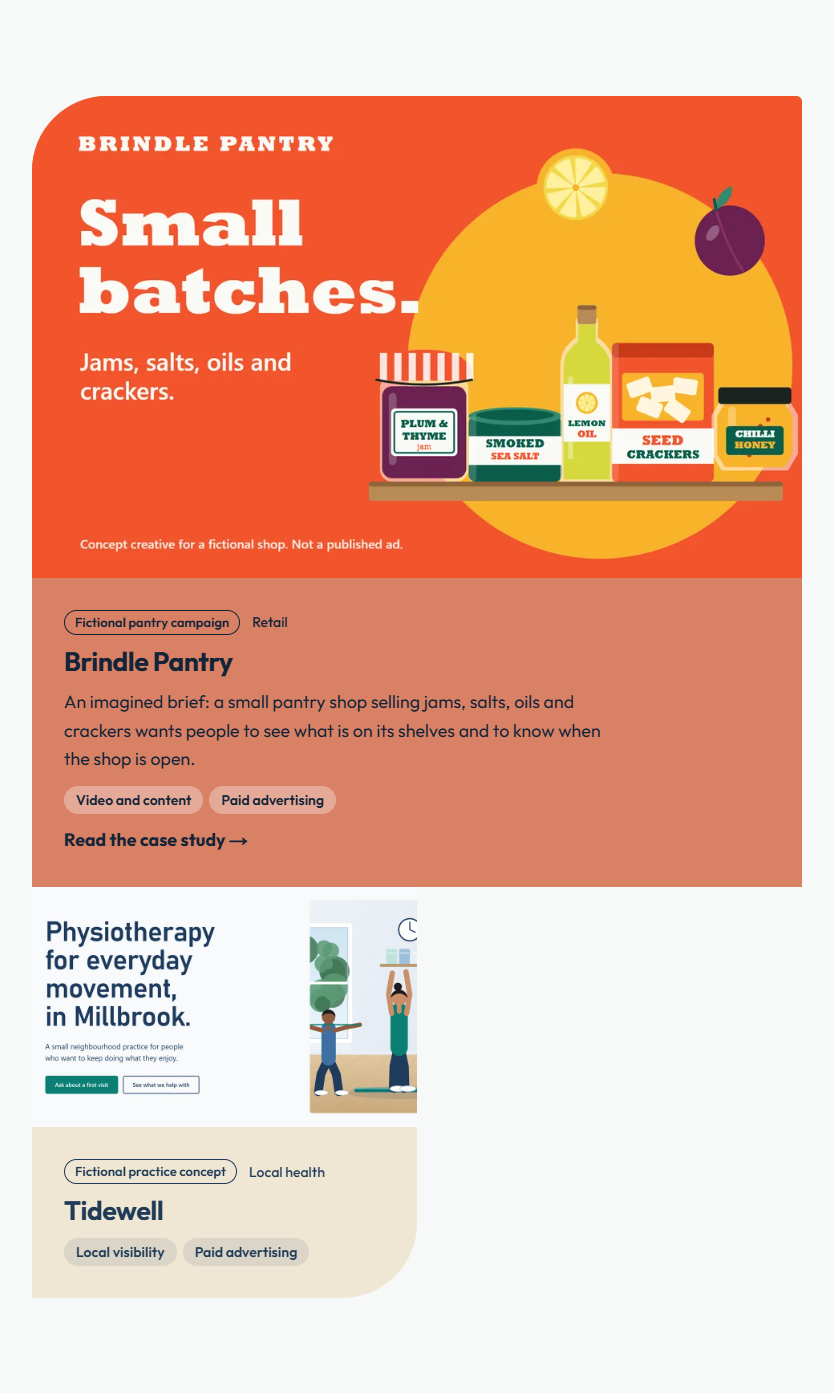 BRINDLE PANTRY
Small
batches.
Jams, salts, oils and
crackers.
PLUM &
THYME
jam
SMOKED
SEA SALT
LEMON
OIL
SEED
CRACKERS
CHILLI
HONEY
Concept creative for a fictional shop. Not a published ad.
Fictional pantry campaign Retail
Brindle Pantry
An imagined brief: a small pantry shop selling jams, salts, oils and
crackers wants people to see what is on its shelves and to know when
the shop is open.
Video and content Paid advertising
Read the case study →
Physiotherapy
for everyday
movement,
in Millbrook.
A small neighbourhood practice for people
who want to keep doing what they enjoy.
Ask about a first visit See what we help with
Fictional practice concept Local health
Tidewell
Local visibility Paid advertising